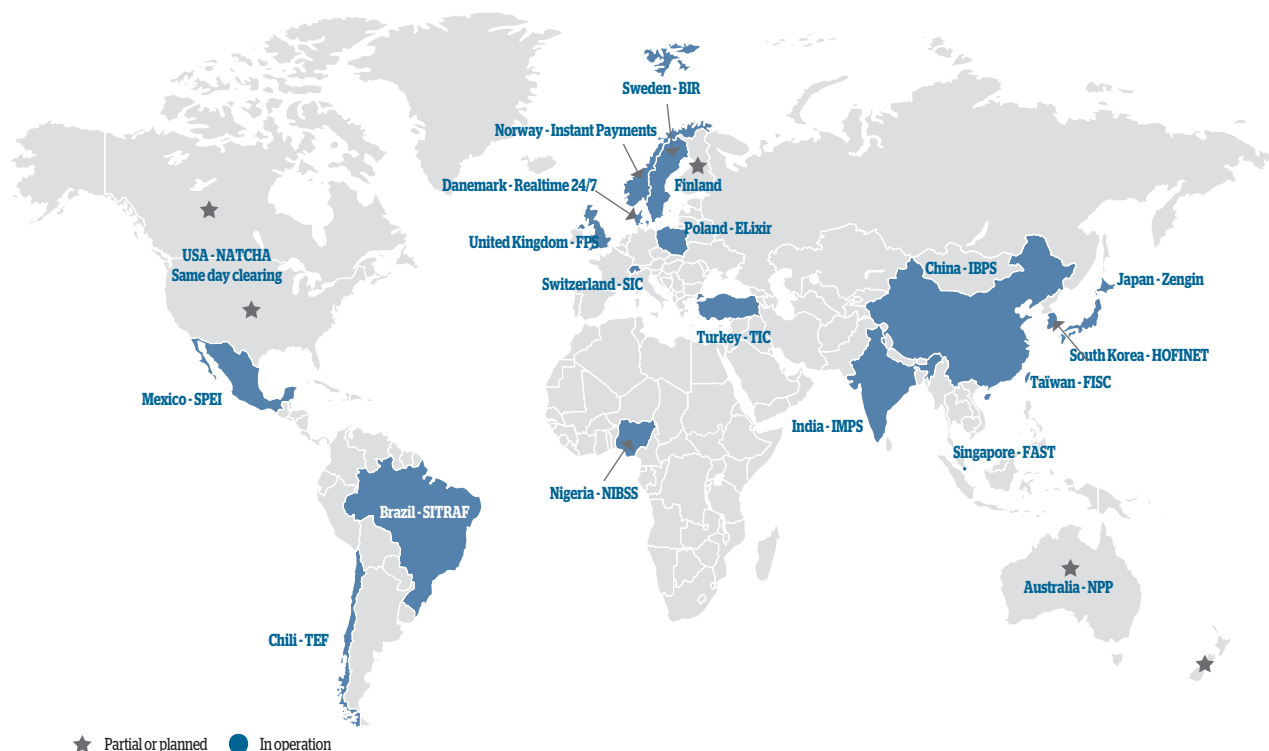 Sweden - BIR
Norway - Instant Payments
Danemark - Realtime 24/7
Finland
United Kingdom - FPS
Poland - ELixir
USA - NATCHA
Same day clearing
Switzerland - SIC
China - IBPS
Japan - Zengin
Turkey - TIC
South Korea - HOFINET
Taïwan - FISC
Mexico - SPEI
India - IMPS
Singapore - FAST
Nigeria - NIBSS
Brazil - SITRAF
Australia - NPP
Chili - TEF
Partial or planned
In operation